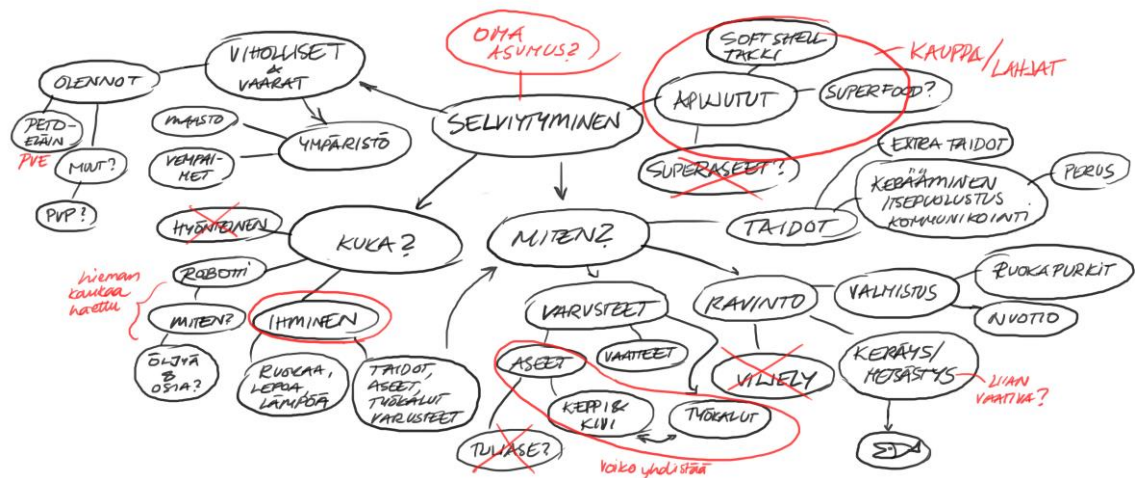 OMA
ASUMUS?
SOFT SHELL
TAKKI
KAUPPA/
LAHJAT
VIHOLLISET
&
VAARAT
OLENNOT
APUJUTUT
SUPERFOOD?
SELVIYTYMINEN
PETO-
ELÄIN
PVE
MAASTO
YMPÄRISTÖ
VEMPAI-
MET
MUUT?
PVP?
SUPERASEET?
EXTRA TAIDOT
KERÄÄMINEN
ITSEPUOLUSTUS
KOMMUNIKOINTI
PERUS
TAIDOT
HYÖNTEINEN
KUKA?
MITEN?
hieman
kaukaa
haettu
ROBOTTI
MITEN?
ÖLJYÄ
&
OSIA?
IHMINEN
RUOKAA,
LEPOA,
LÄMPÖÄ
TAIDOT,
ASEET,
TYÖKALUT
VARUSTEET
VARUSTEET
ASEET
VAATTEET
KEPPI &
KIVI
TYÖKALUT
TULIASE?
voiko yhdistää
RAVINTO
VALMISTUS
RUOKAPURKIT
NUOTIO
VILJELY
KERÄYS/
METSÄSTYS
LIIAN
VAATIVA?